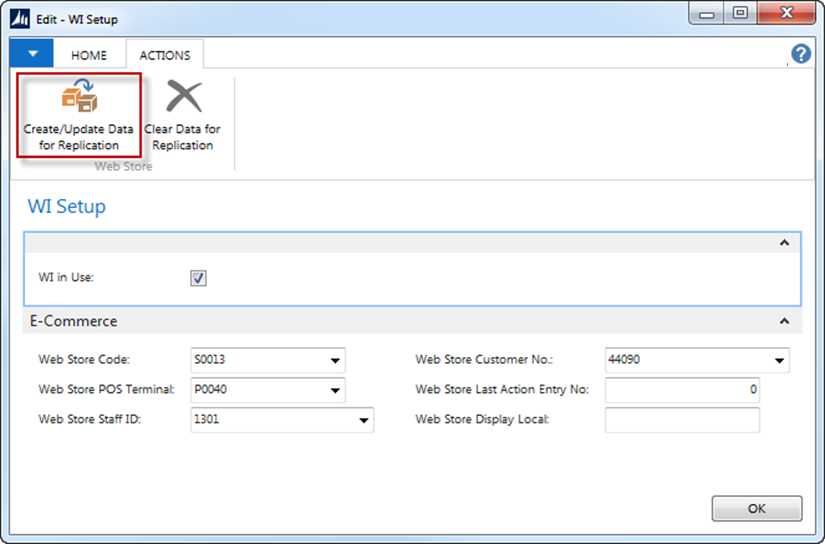 Edit - WI Setup
HOME
ACTIONS
?
Create/Update Data
for Replication
Clear Data for
Replication
Web Store
WI Setup
WI in Use:
E-Commerce
Web Store Code:
S0013
Web Store Customer No.:
44090
Web Store POS Terminal:
P0040
Web Store Last Action Entry No:
0
Web Store Staff ID:
1301
Web Store Display Local:
OK